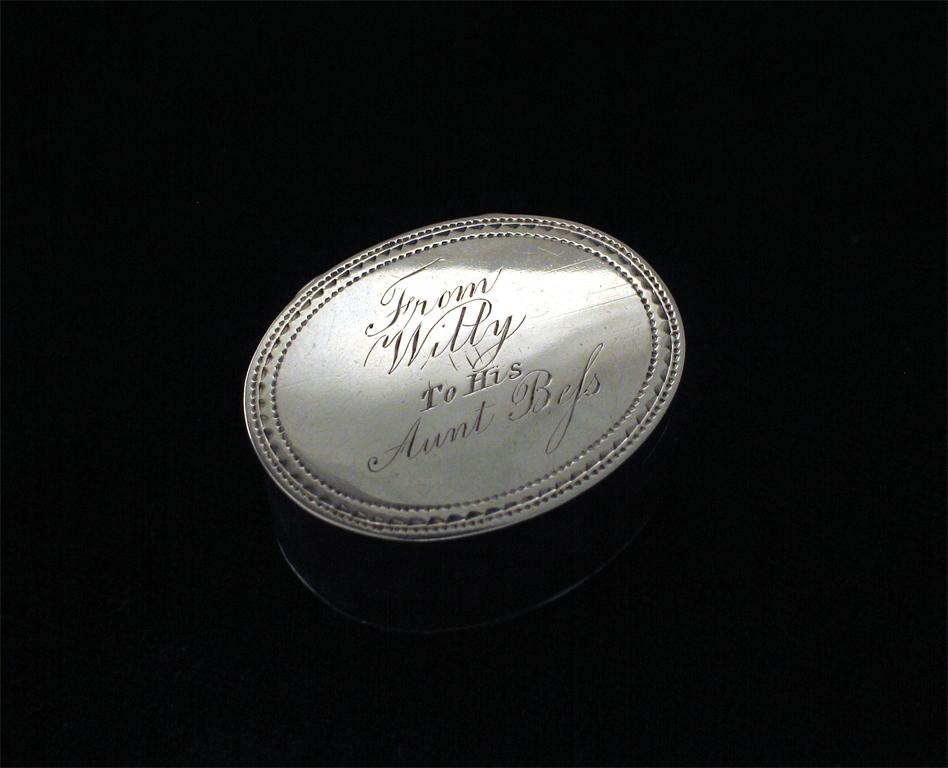 From
Willy
To His
Aunt Beſs